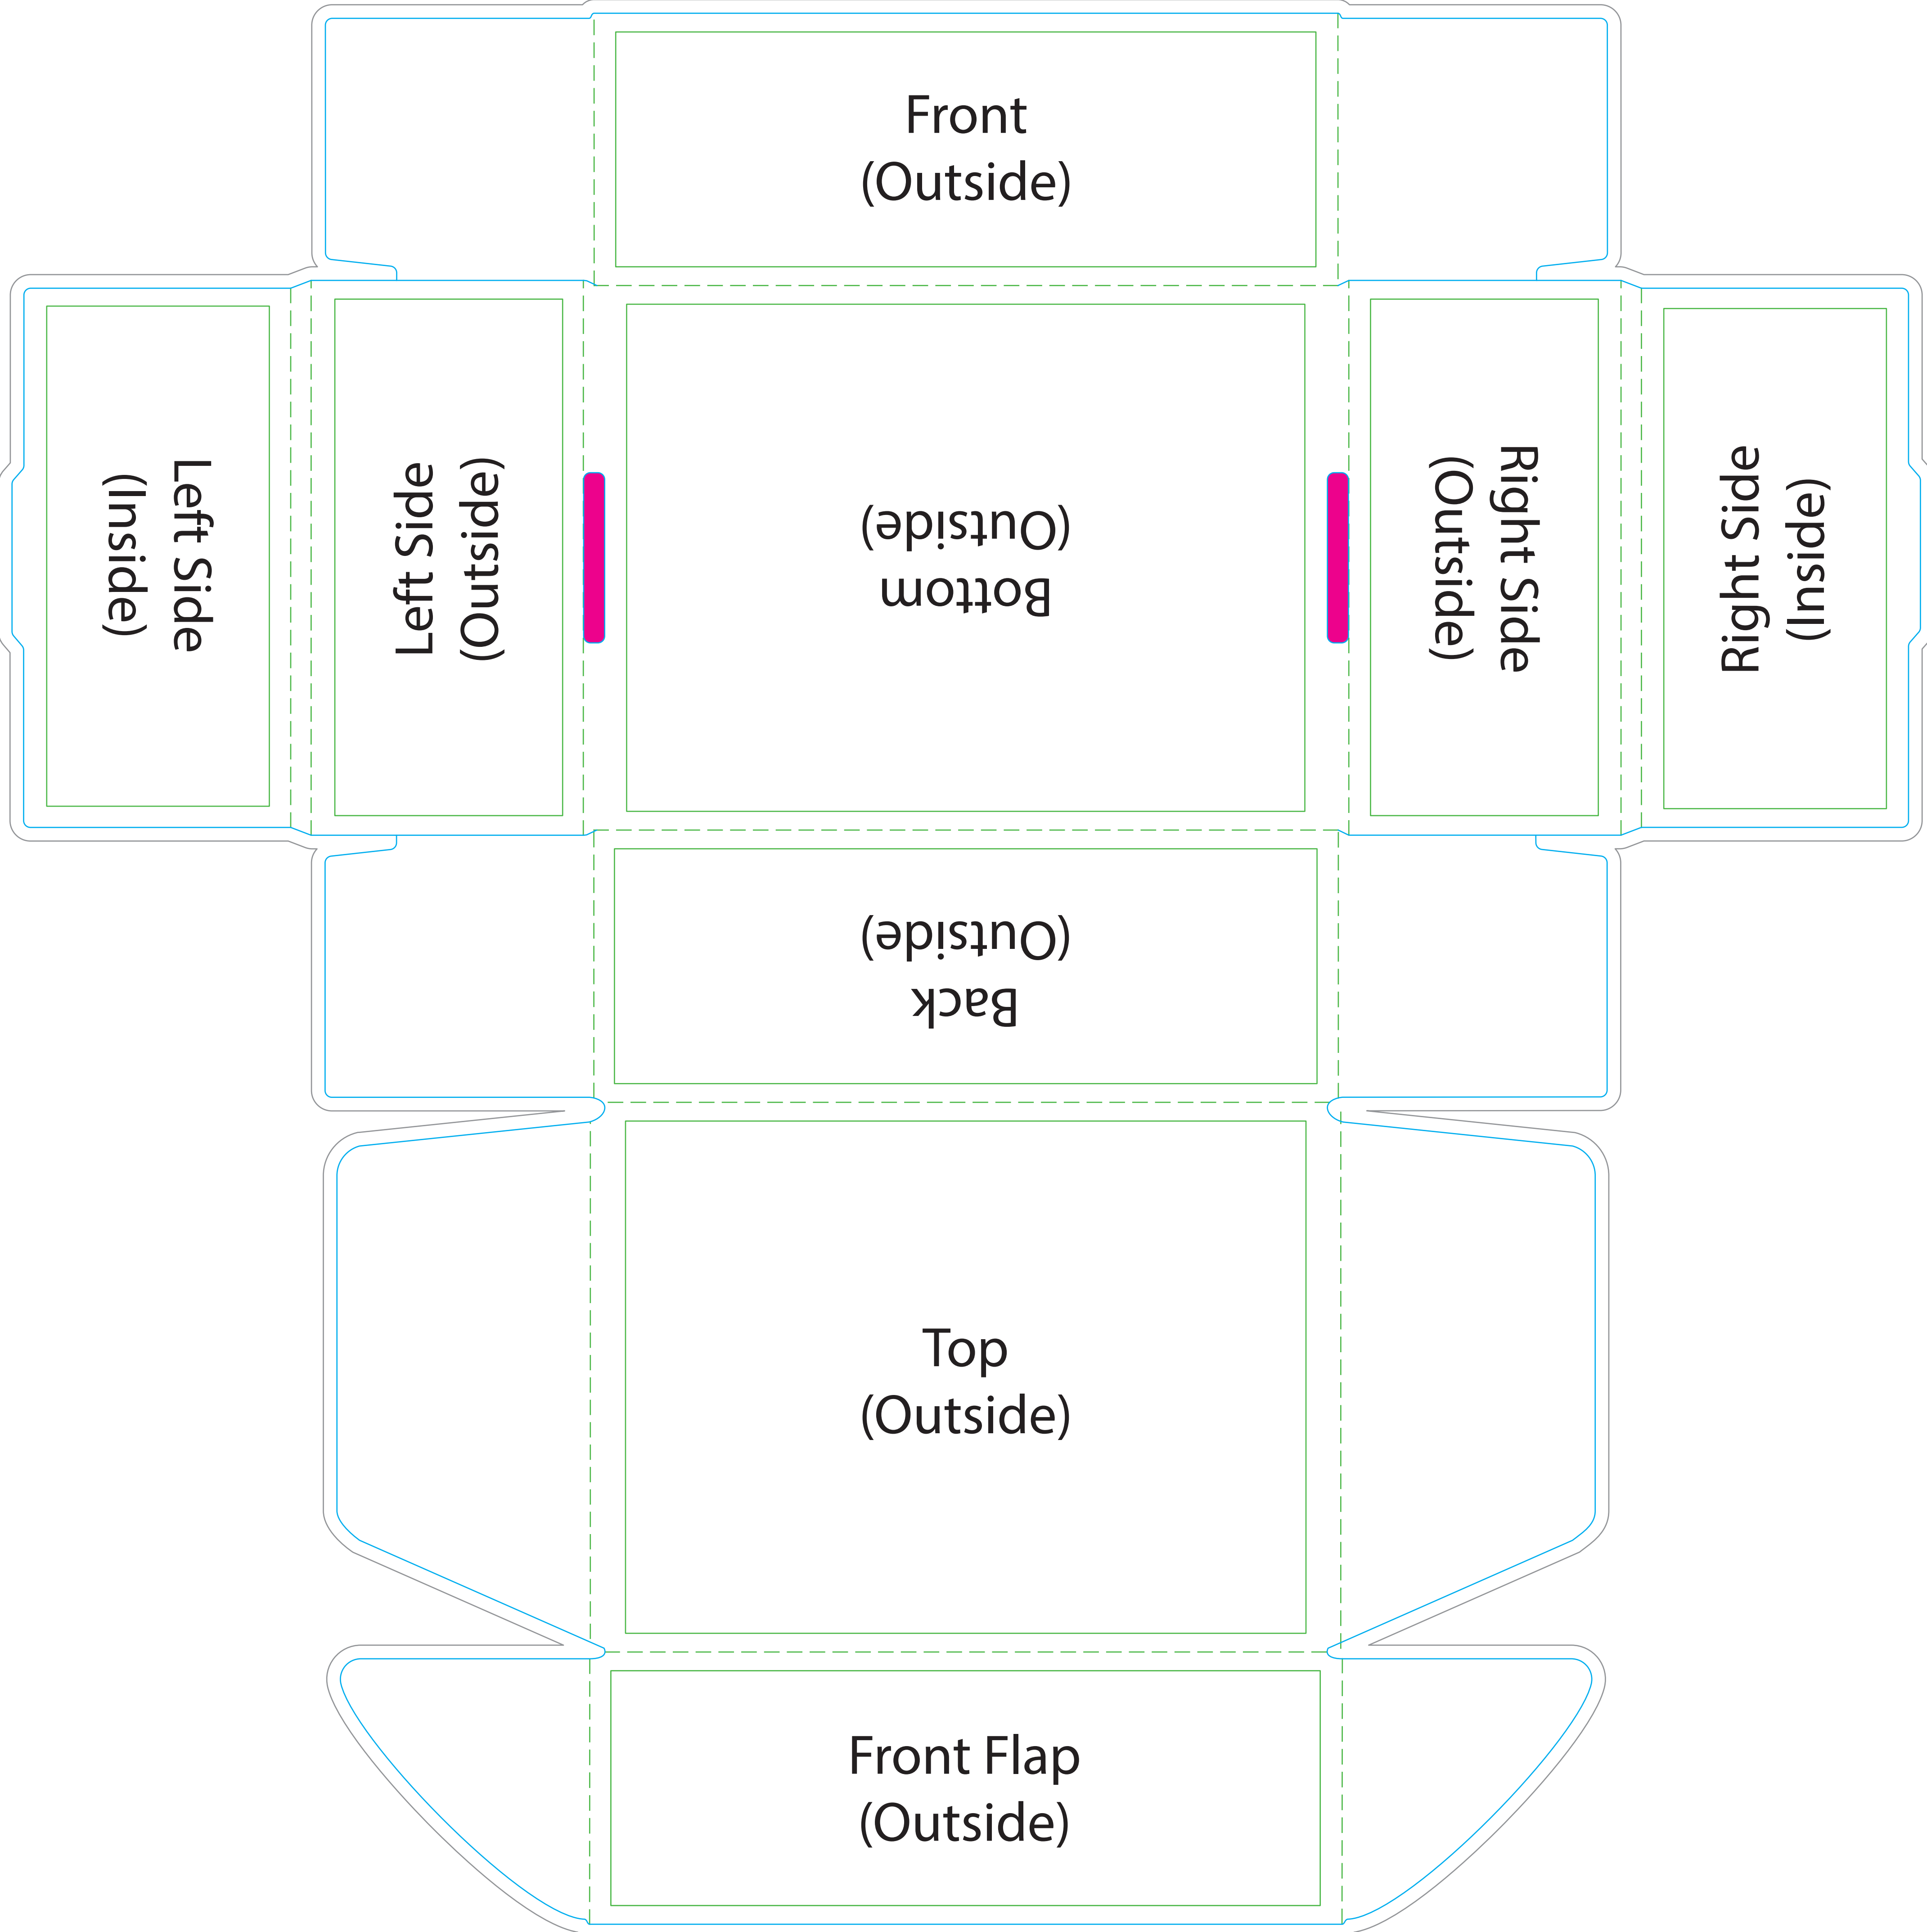 Front
(Outside)
Left Side
(Inside)
Left Side
(Outside)
Bottom
(Outside)
Right Side
(Outside)
Right Side
(Inside)
Back
(Outside)
Top
(Outside)
Front Flap
(Outside)